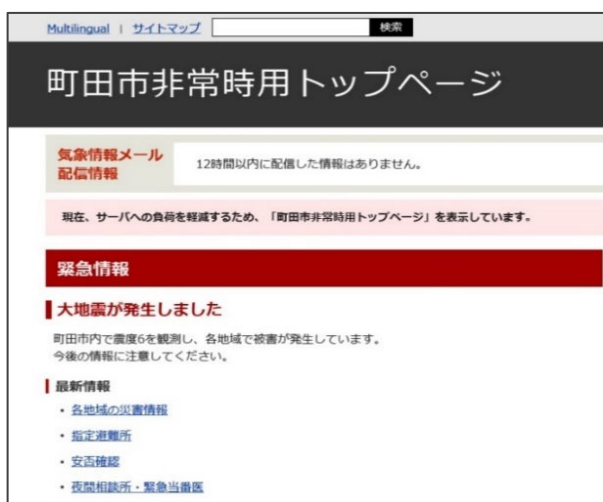 Multilingual | サイトマップ 検索
町田市非常時用トップページ
気象情報メール
配信情報
12時間以内に配信した情報はありません。
現在、サーバへの負荷を軽減するため、「町田市非常時用トップページ」を表示しています。
緊急情報
大地震が発生しました
町田市内で震度6を観測し、各地域で被害が発生しています。
今後の情報に注意してください。
最新情報
・各地域の災害情報
・指定避難所
・安否確認
・夜間相談所・緊急当番医